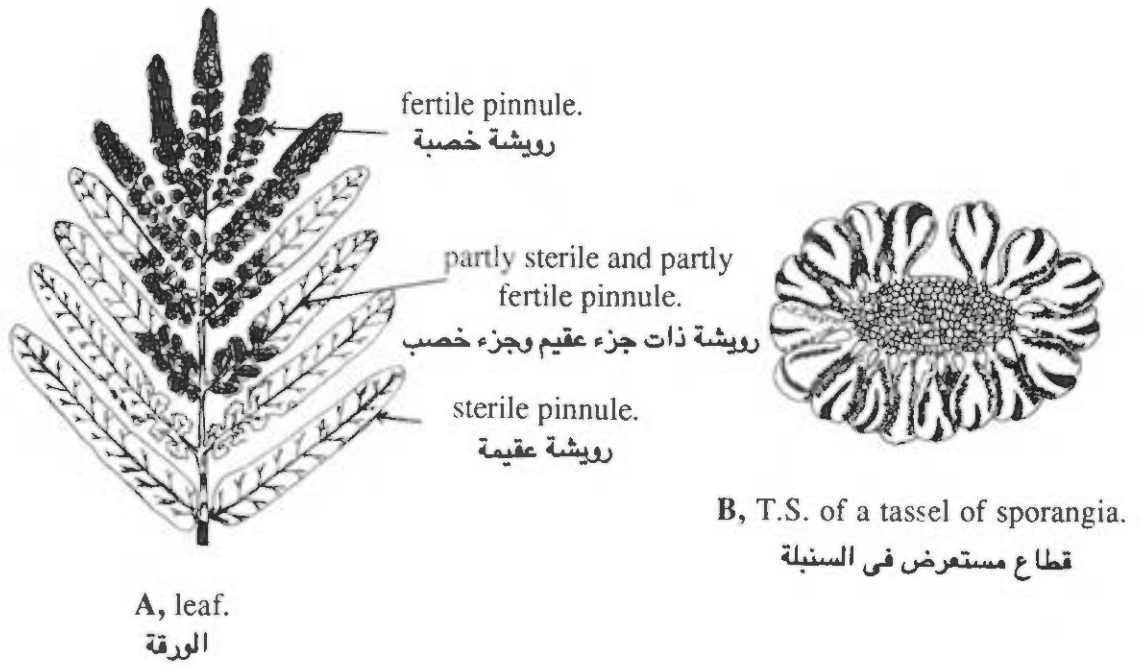 fertile pinnule.
رويشة خصبة
partly sterile and partly
fertile pinnule.
رويشة ذات جزء عقيم وجزء خصب
sterile pinnule.
رويشة عقيمة
A, leaf.
الورقة
B, T.S. of a tassel of sporangia.
قطاع مستعرض فى السنبلة